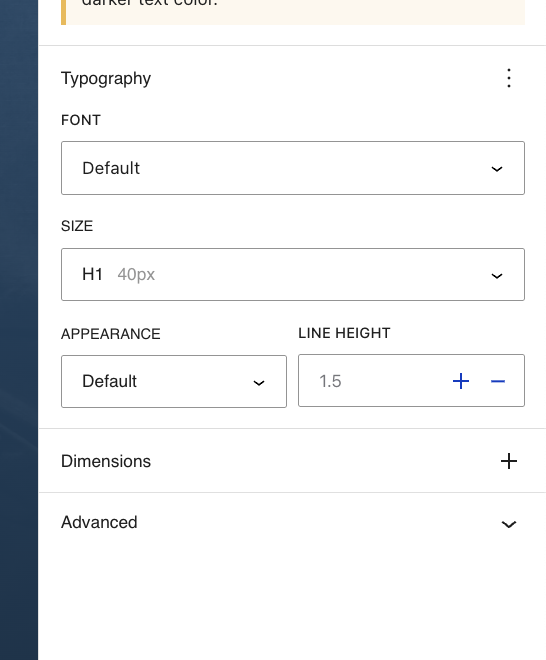 darker text color.
Typography
FONT
Default
SIZE
H1 40px
APPEARANCE
LINE HEIGHT
Default
1.5
Dimensions
Advanced